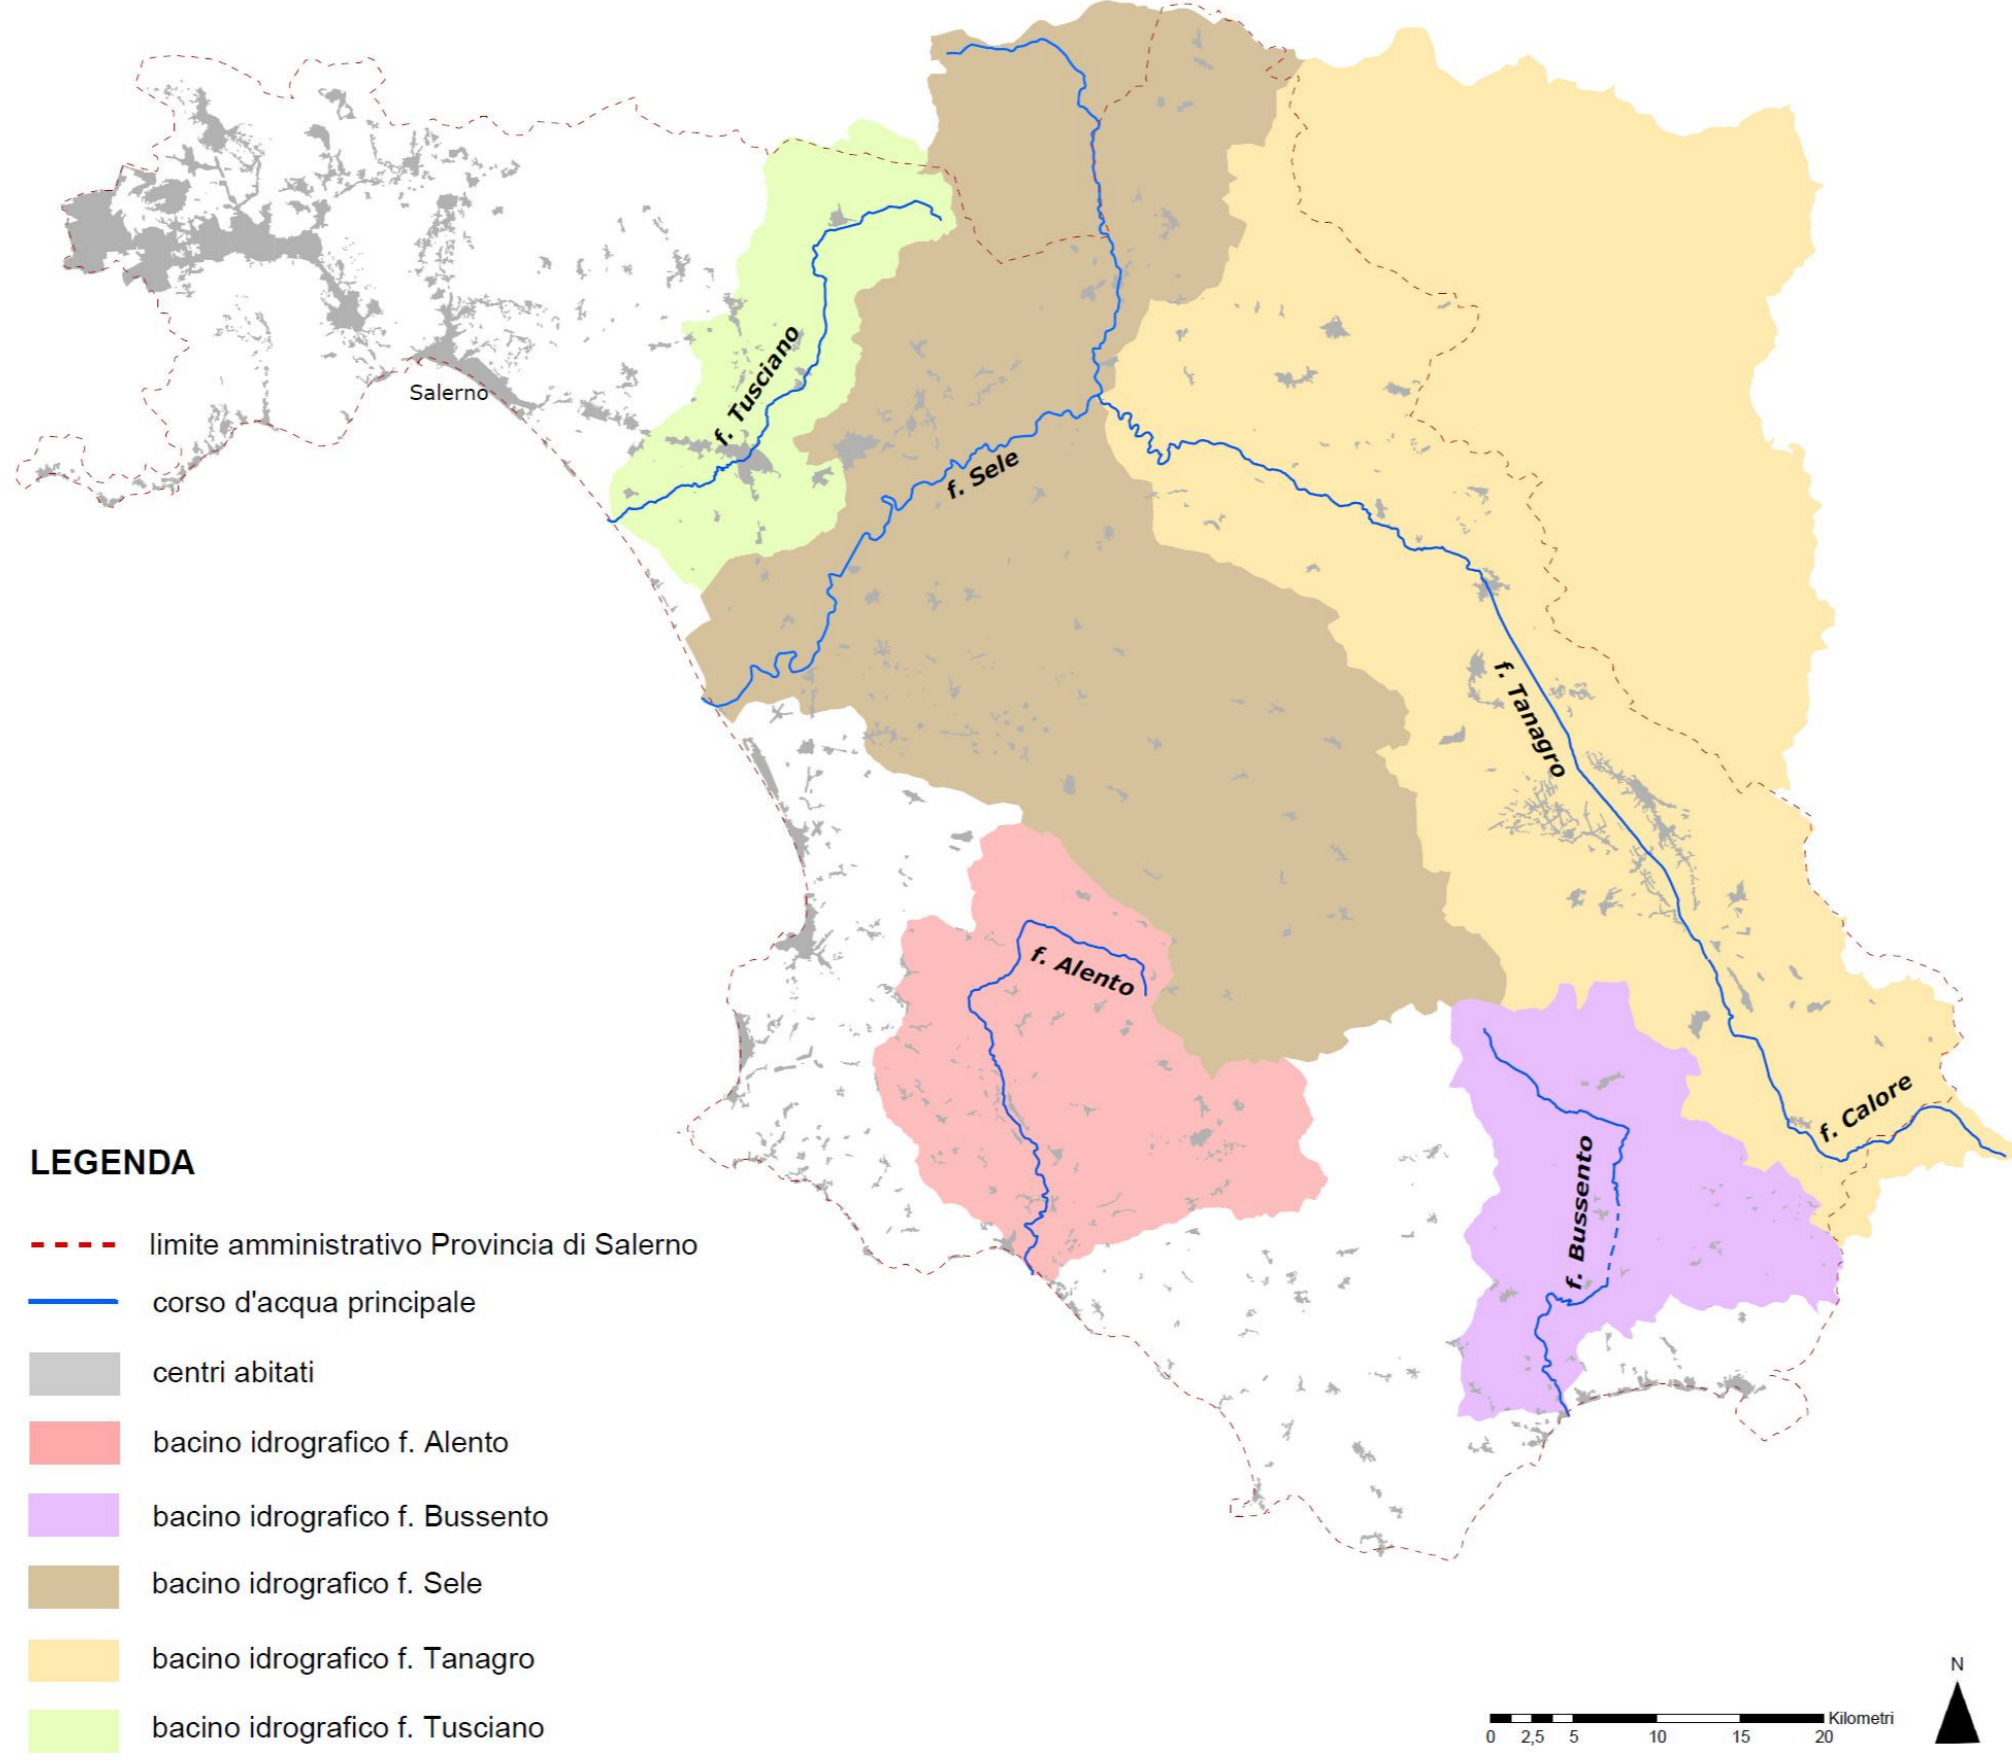 Salerno
f. Tusciano
f. Sele
f. Tanagro
f. Alento
f. Calore
f. Bussento
LEGENDA
limite amministrativo Provincia di Salerno
corso d'acqua principale
centri abitati
bacino idrografico f. Alento
bacino idrografico f. Bussento
bacino idrografico f. Sele
bacino idrografico f. Tanagro
bacino idrografico f. Tusciano
N
Kilometri
0 2,5 5 10 15 20